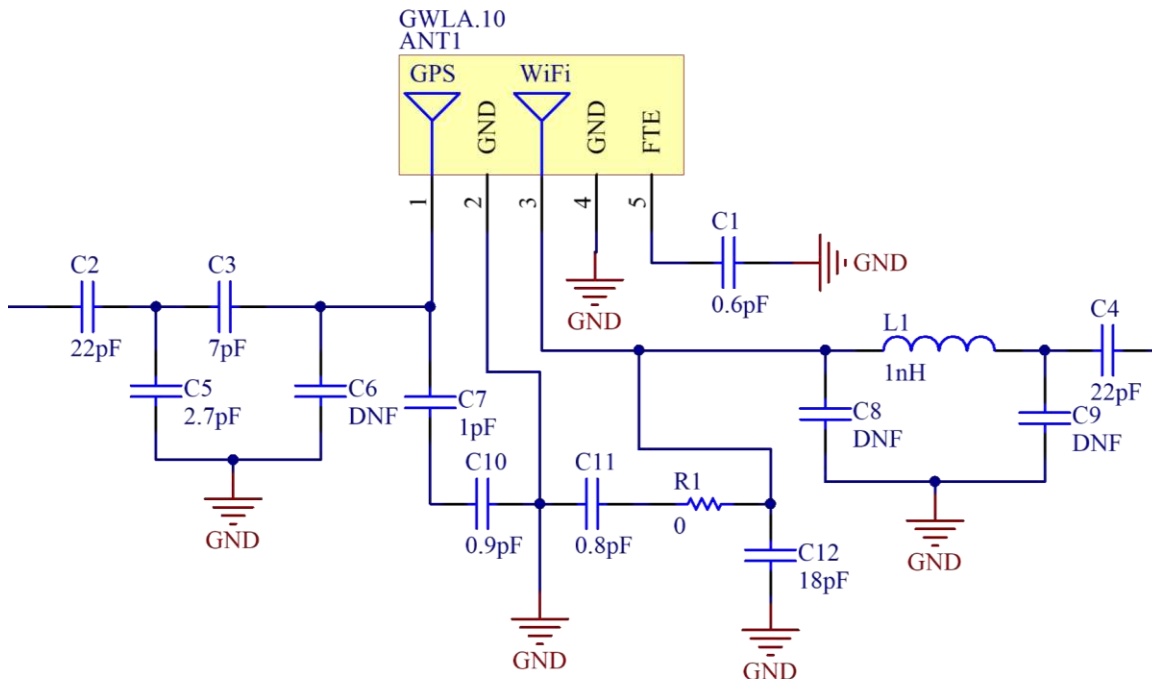 GWLA.10
ANT1
GPS
WiFi
GND
GND
FTE
1
2
3
4
5
C1
0.6pF
GND
GND
C2
22pF
C3
7pF
C5
2.7pF
C6
DNF
GND
C7
1pF
C10
0.9pF
C11
0.8pF
R1
0
GND
C12
18pF
GND
L1
1nH
C8
DNF
C9
DNF
GND
C4
22pF